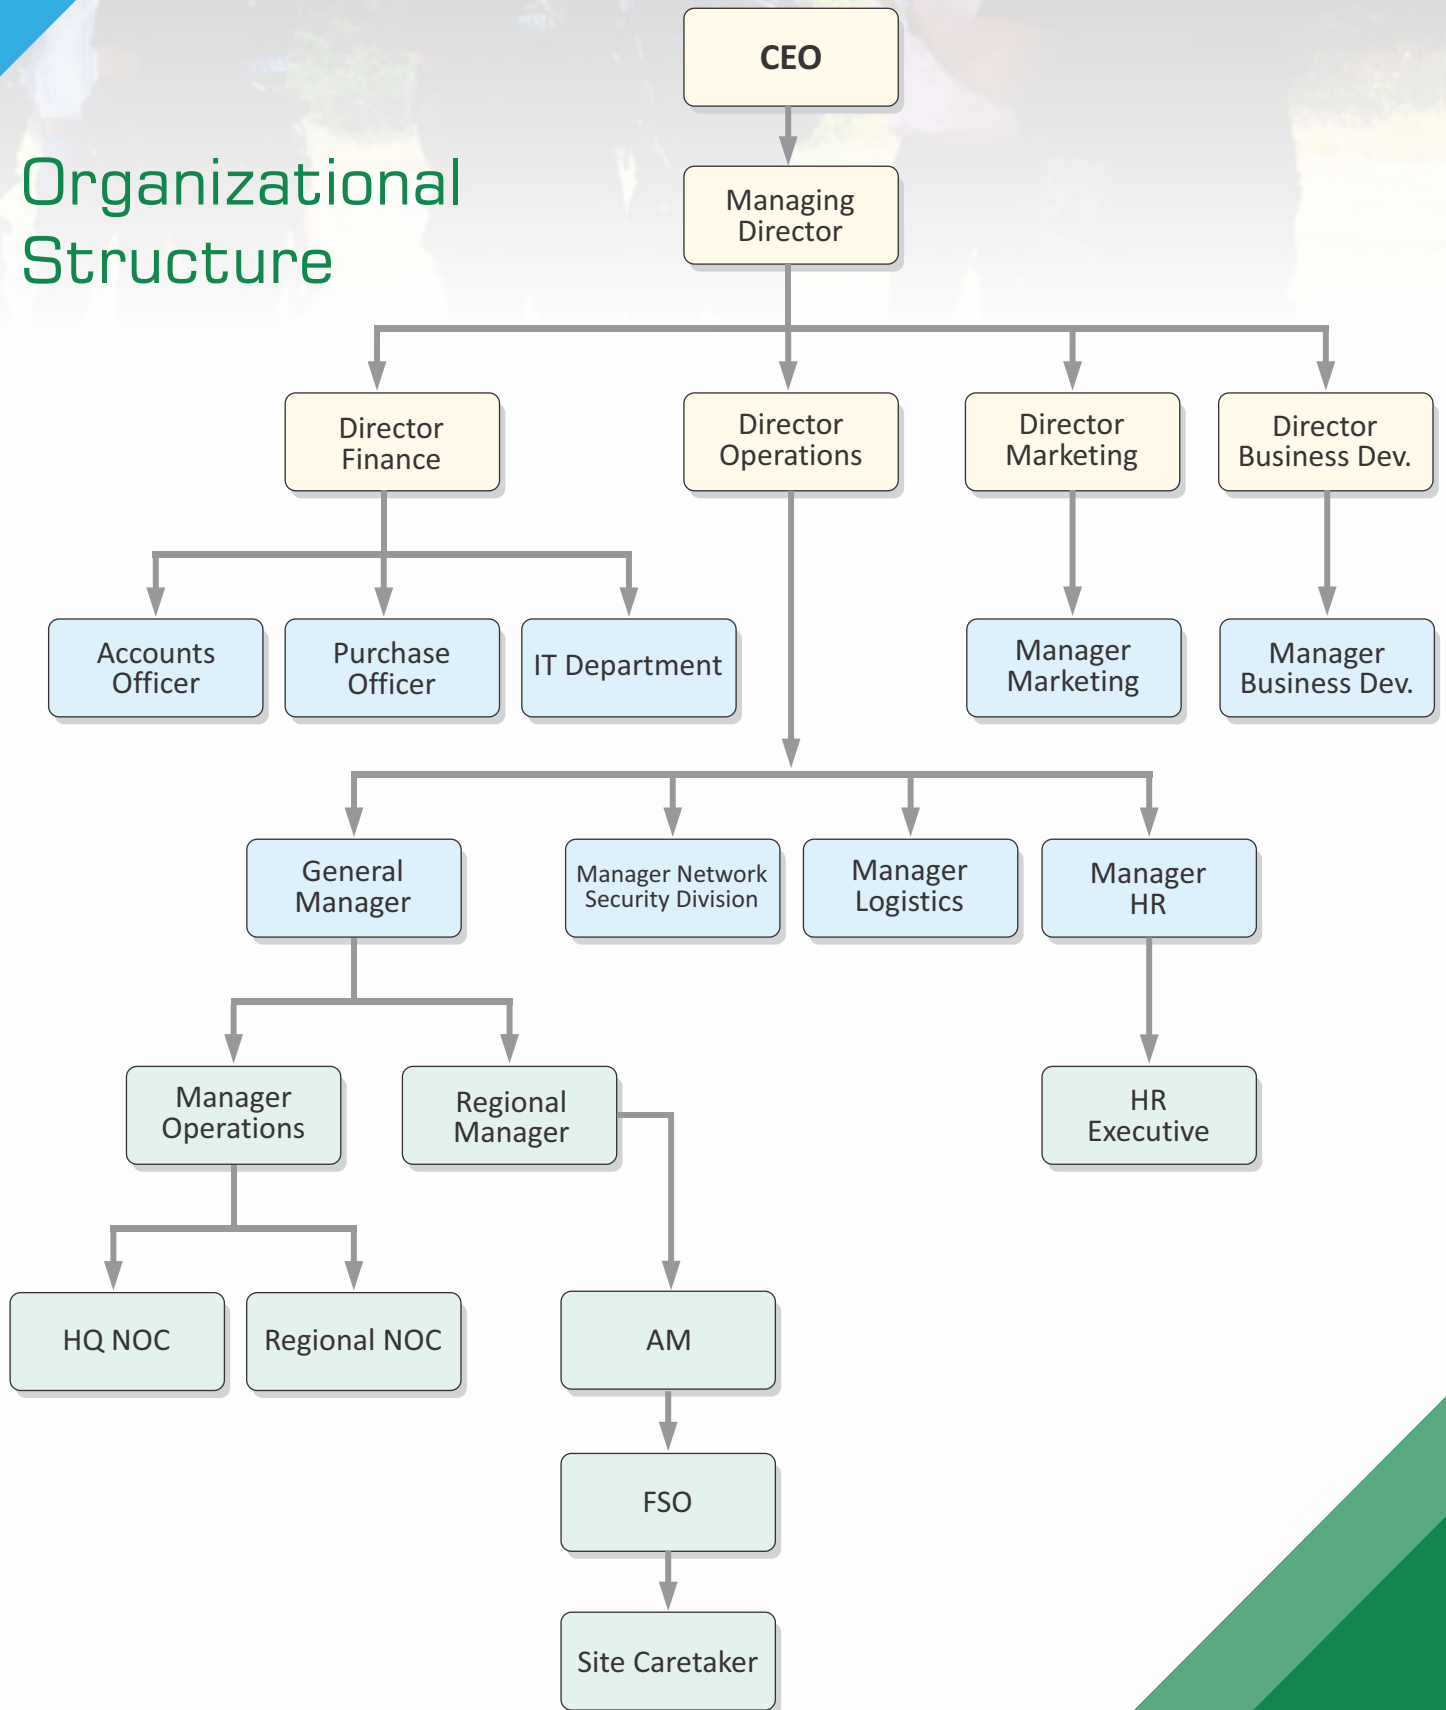 CEO
Organizational
Structure
Managing
Director
Director
Finance
Director
Operations
Director
Marketing
Director
Business Dev.
Accounts
Officer
Purchase
Officer
IT Department
Manager
Marketing
Manager
Business Dev.
General
Manager
Manager Network
Security Division
Manager
Logistics
Manager
HR
Manager
Operations
Regional
Manager
HR
Executive
HQ NOC
Regional NOC
AM
FSO
Site Caretaker